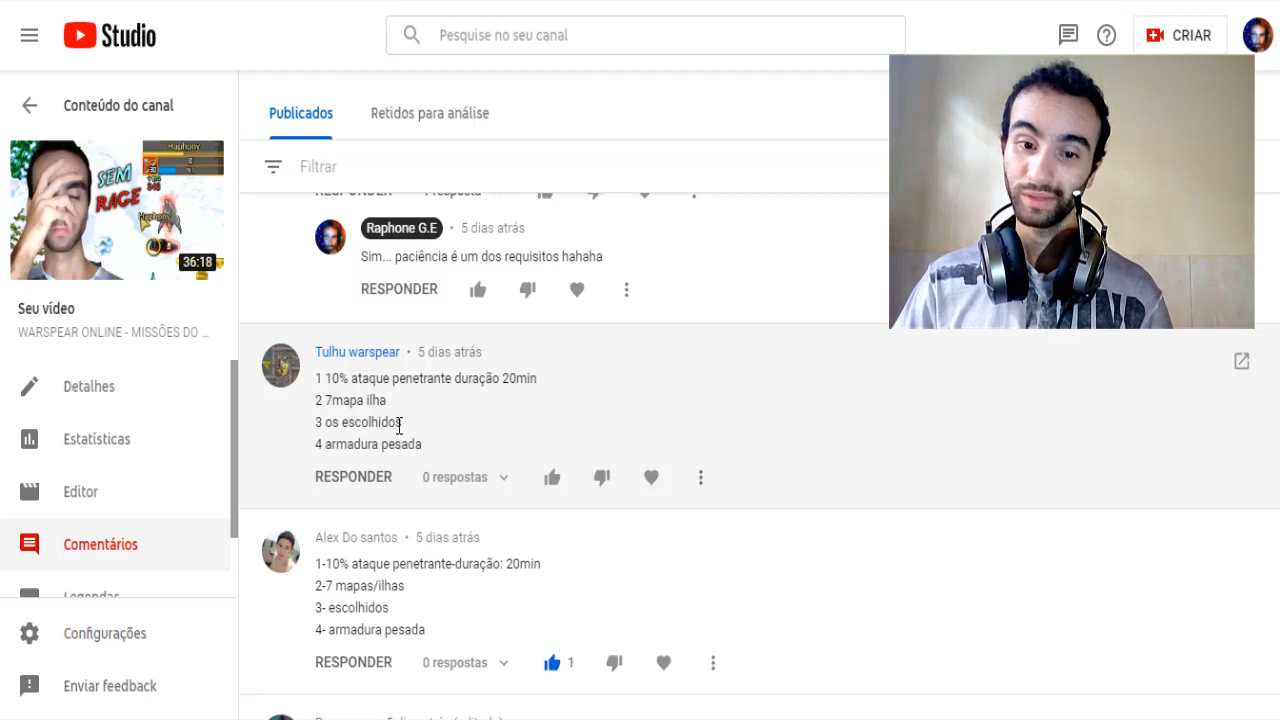 Studio
Pesquise no seu canal
CRIAR
Conteúdo do canal
Publicados
Retidos para análise
Filtrar
Haphony
SEM
RAGE
36:18
Seu vídeo
WARSPEAR ONLINE - MISSÕES DO ...
Detalhes
Estatísticas
Editor
Comentários
Legendas
Configurações
Enviar feedback
RESPONDER
Raphone G.E • 5 dias atrás
Sim... paciência é um dos requisitos hahaha
RESPONDER
Tulhu warspear • 5 dias atrás
1 10% ataque penetrante duração 20min
2 7mapa ilha
3 os escolhidos
4 armadura pesada
RESPONDER 0 respostas
Alex Do santos • 5 dias atrás
1-10% ataque penetrante-duração: 20min
2-7 mapas/ilhas
3- escolhidos
4- armadura pesada
RESPONDER 0 respostas 1